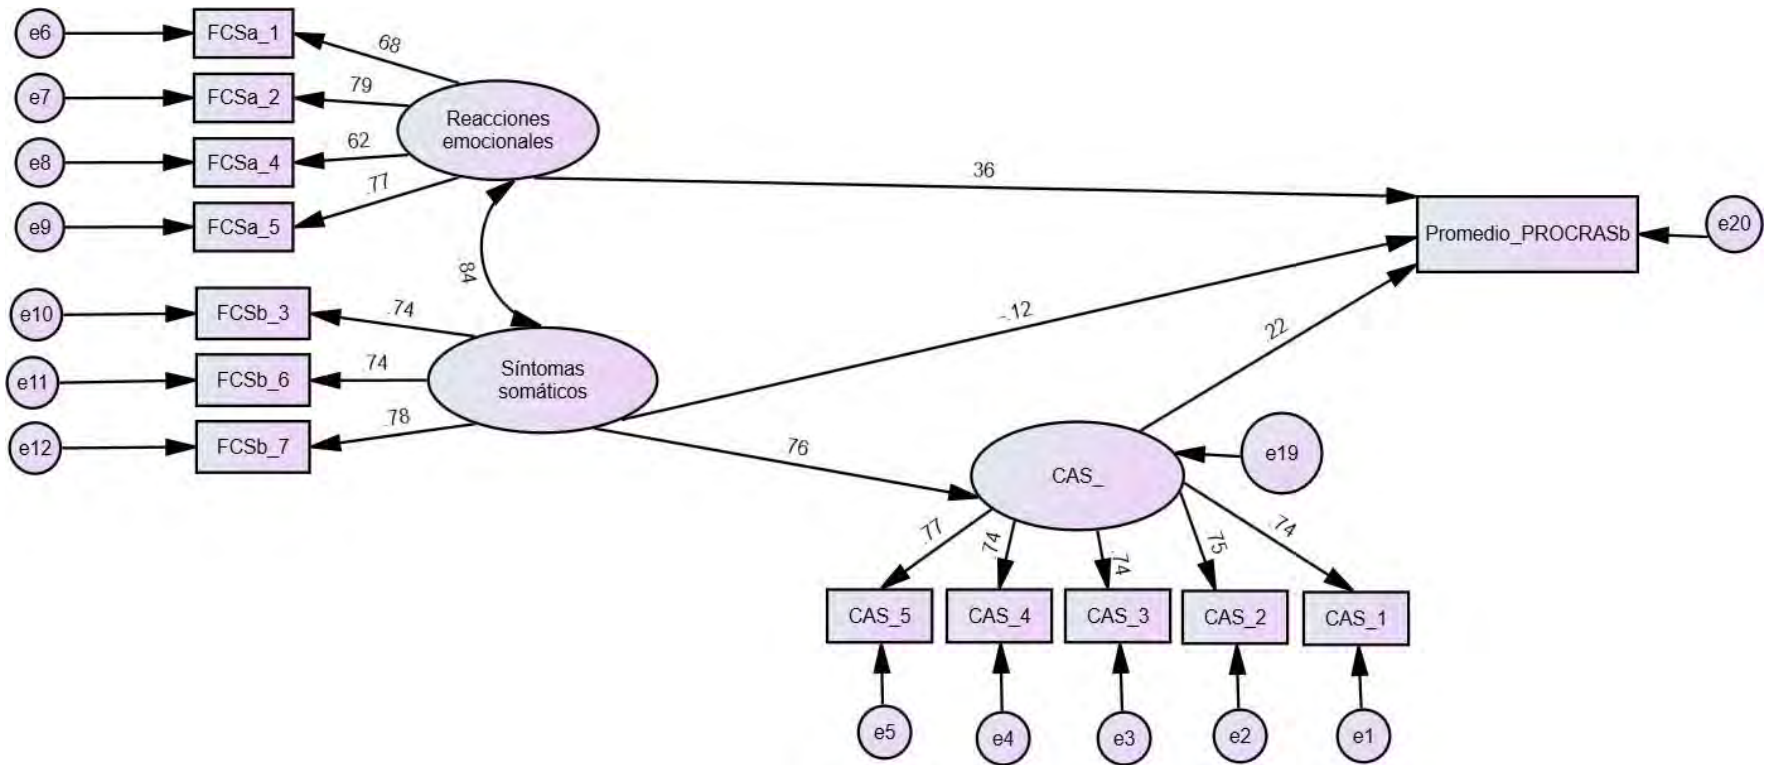 e6
FCSa_1
68
e7
FCSa_2
79
Reacciones
emocionales
e8
FCSa_4
62
e9
FCSa_5
.77
36
Promedio_PROCRASb
e20
.84
e10
FCSb_3
.74
e11
FCSb_6
.74
Síntomas
somáticos
e12
FCSb_7
.78
-.12
.22
76
CAS_
e19
.77
.74
.74
.75
.74
CAS_5
CAS_4
CAS_3
CAS_2
CAS_1
e5
e4
e3
e2
e1